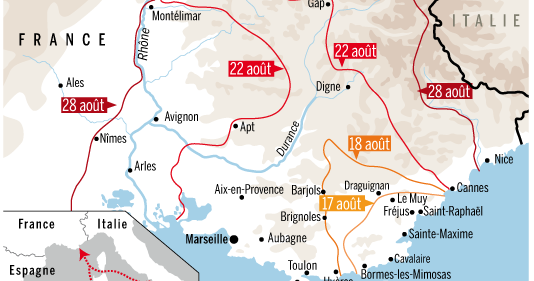 Gap
Montélimar
ITALIE
FRANCE
Rhône
22 août
22 août
Ales
Digne
28 août
28 août
Avignon
Apt
Durance
Nîmes
18 août
Nice
Arles
Aix-en-Provence
Barjols
Draguignan
Cannes
17 août
Le Muy
Fréjus
Saint-Raphaël
Brignoles
France
Italie
Marseille
Aubagne
Sainte-Maxime
Cavalaire
Espagne
Toulon
Bormes-les-Mimosas
Hyères